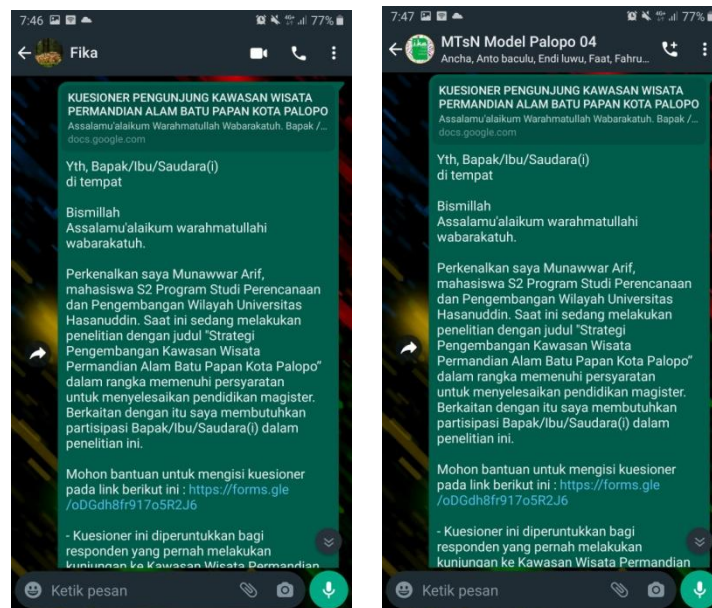 7:46
77%
Fika
KUESIONER PENGUNJUNG KAWASAN WISATA
PERMANDIAN ALAM BATU PAPAN KOTA PALOPO
Assalamu'alaikum Warahmatullah Wabarakatuh. Bapak /...
docs.google.com
Yth, Bapak/Ibu/Saudara(i)
di tempat
Bismillah
Assalamu'alaikum warahmatullahi
wabarakatuh.
Perkenalkan saya Munawwar Arif,
mahasiswa S2 Program Studi Perencanaan
dan Pengembangan Wilayah Universitas
Hasanuddin. Saat ini sedang melakukan
penelitian dengan judul "Strategi
Pengembangan Kawasan Wisata
Permandian Alam Batu Papan Kota Palopo"
dalam rangka memenuhi persyaratan
untuk menyelesaikan pendidikan magister.
Berkaitan dengan itu saya membutuhkan
partisipasi Bapak/Ibu/Saudara(i) dalam
penelitian ini.
Mohon bantuan untuk mengisi kuesioner
pada link berikut ini : https://forms.gle
/oDGdh8fr917o5R2J6
- Kuesioner ini diperuntukkan bagi
responden yang pernah melakukan
kunjungan ke Kawasan Wisata Permandian
Ketik pesan
7:47
77%
MTsN Model Palopo 04
Ancha, Anto baculu, Endi luwu, Faat, Fahru...
KUESIONER PENGUNJUNG KAWASAN WISATA
PERMANDIAN ALAM BATU PAPAN KOTA PALOPO
Assalamu'alaikum Warahmatullah Wabarakatuh. Bapak /...
docs.google.com
Yth, Bapak/Ibu/Saudara(i)
di tempat
Bismillah
Assalamu'alaikum warahmatullahi
wabarakatuh.
Perkenalkan saya Munawwar Arif,
mahasiswa S2 Program Studi Perencanaan
dan Pengembangan Wilayah Universitas
Hasanuddin. Saat ini sedang melakukan
penelitian dengan judul "Strategi
Pengembangan Kawasan Wisata
Permandian Alam Batu Papan Kota Palopo"
dalam rangka memenuhi persyaratan
untuk menyelesaikan pendidikan magister.
Berkaitan dengan itu saya membutuhkan
partisipasi Bapak/Ibu/Saudara(i) dalam
penelitian ini.
Mohon bantuan untuk mengisi kuesioner
pada link berikut ini : https://forms.gle
/oDGdh8fr917o5R2J6
- Kuesioner ini diperuntukkan bagi
responden yang pernah melakukan
kunjungan ke Kawasan Wisata Permandian
Ketik pesan